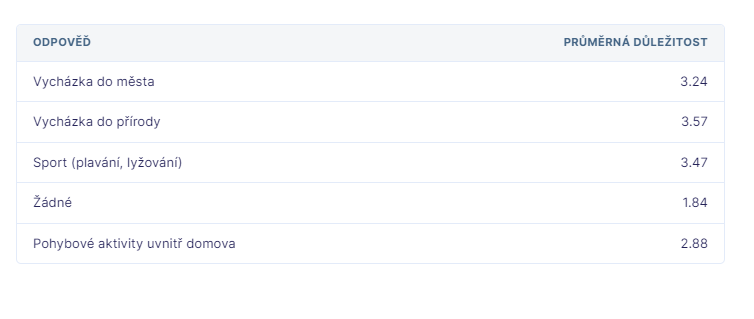 ODPOVĚĎ PRŮMĚRNÁ DŮLEŽITOST
Vycházka do města 3.24
Vycházka do přírody 3.57
Sport (plavání, lyžování) 3.47
Žádné 1.84
Pohybové aktivity uvnitř domova 2.88